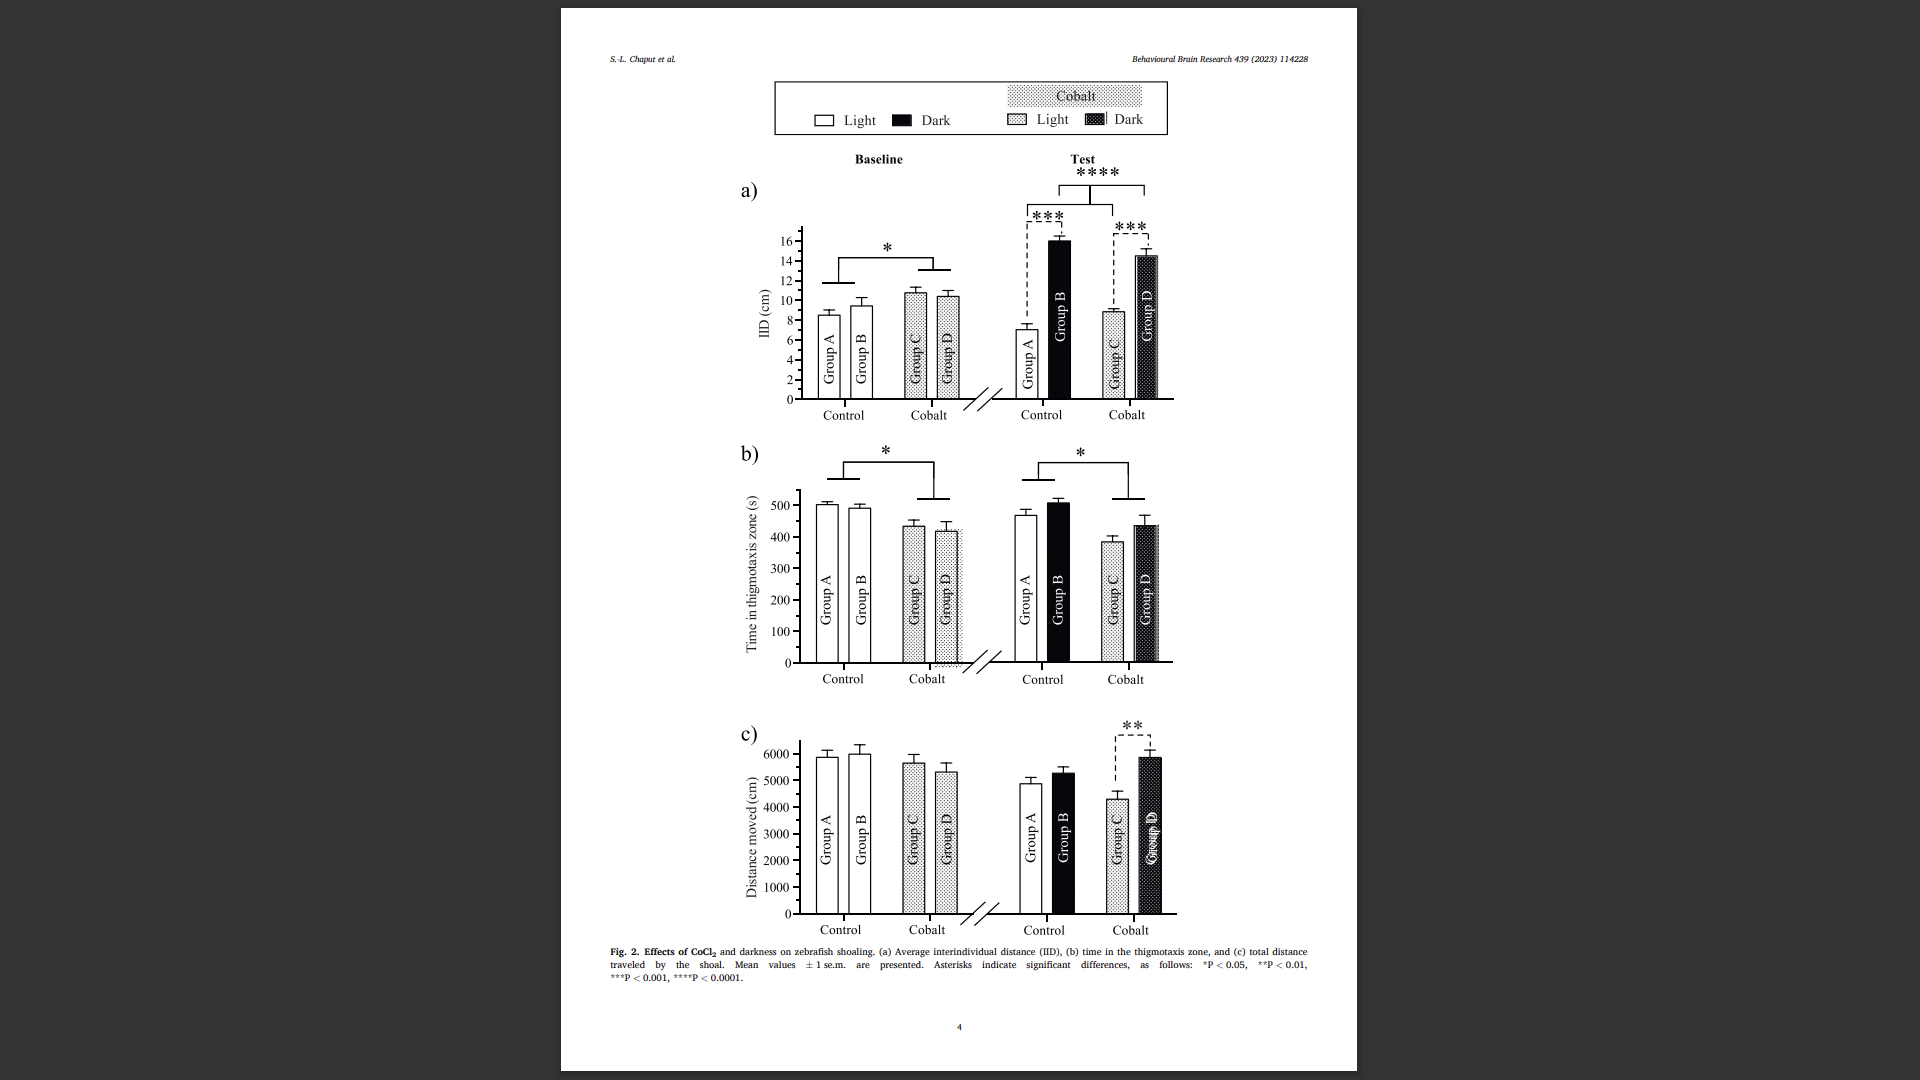 S.-L. Chaput et al.
Behavioural Brain Research 439 (2023) 114228
Cobalt
Light Dark
Light Dark
Baseline
Test
a)
****
***
***
*
IID (cm)
16
14
12
10
8
6
4
2
0
Group A
Group B
Group C
Group D
Group A
Group B
Group C
Group D
Control
Cobalt
Control
Cobalt
b)
*
*
Time in thigmotaxis zone (s)
500
400
300
200
100
0
Group A
Group B
Group C
Group D
Group A
Group B
Group C
Group D
Control
Cobalt
Control
Cobalt
c)
**
Distance moved (cm)
6000
5000
4000
3000
2000
1000
0
Group A
Group B
Group C
Group D
Group A
Group B
Group C
Group D
Control
Cobalt
Control
Cobalt
Fig. 2. Effects of CoCl₂ and darkness on zebrafish shoaling. (a) Average interindividual distance (IID), (b) time in the thigmotaxis zone, and (c) total distance
traveled by the shoal. Mean values ± 1 se.m. are presented. Asterisks indicate significant differences, as follows: *P < 0.05, **P < 0.01,
***P < 0.001, ****P < 0.0001.
4